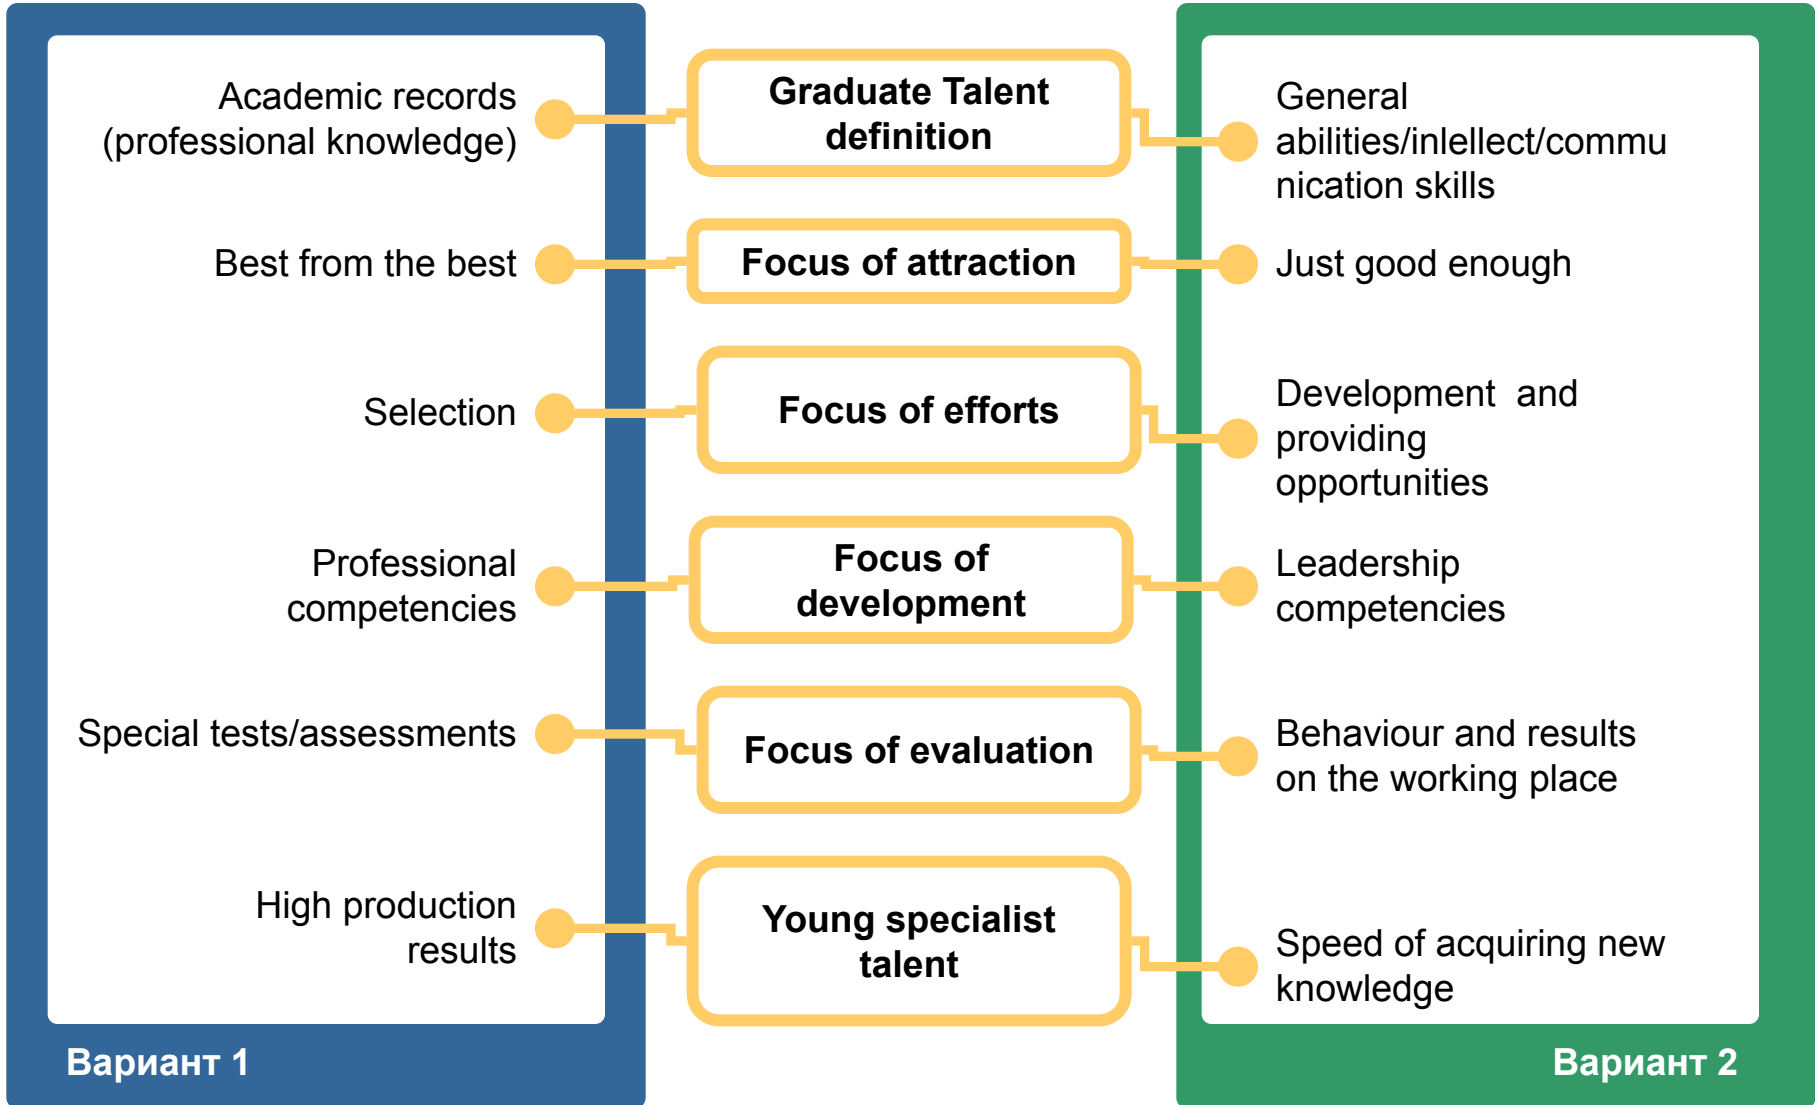 Academic records
(professional knowledge)
Graduate Talent
definition
General
abilities/inlellect/commu
nication skills
Best from the best
Focus of attraction
Just good enough
Selection
Focus of efforts
Development and
providing
opportunities
Professional
competencies
Focus of
development
Leadership
competencies
Special tests/assessments
Focus of evaluation
Behaviour and results
on the working place
High production
results
Young specialist
talent
Speed of acquiring new
knowledge
Вариант 1
Вариант 2